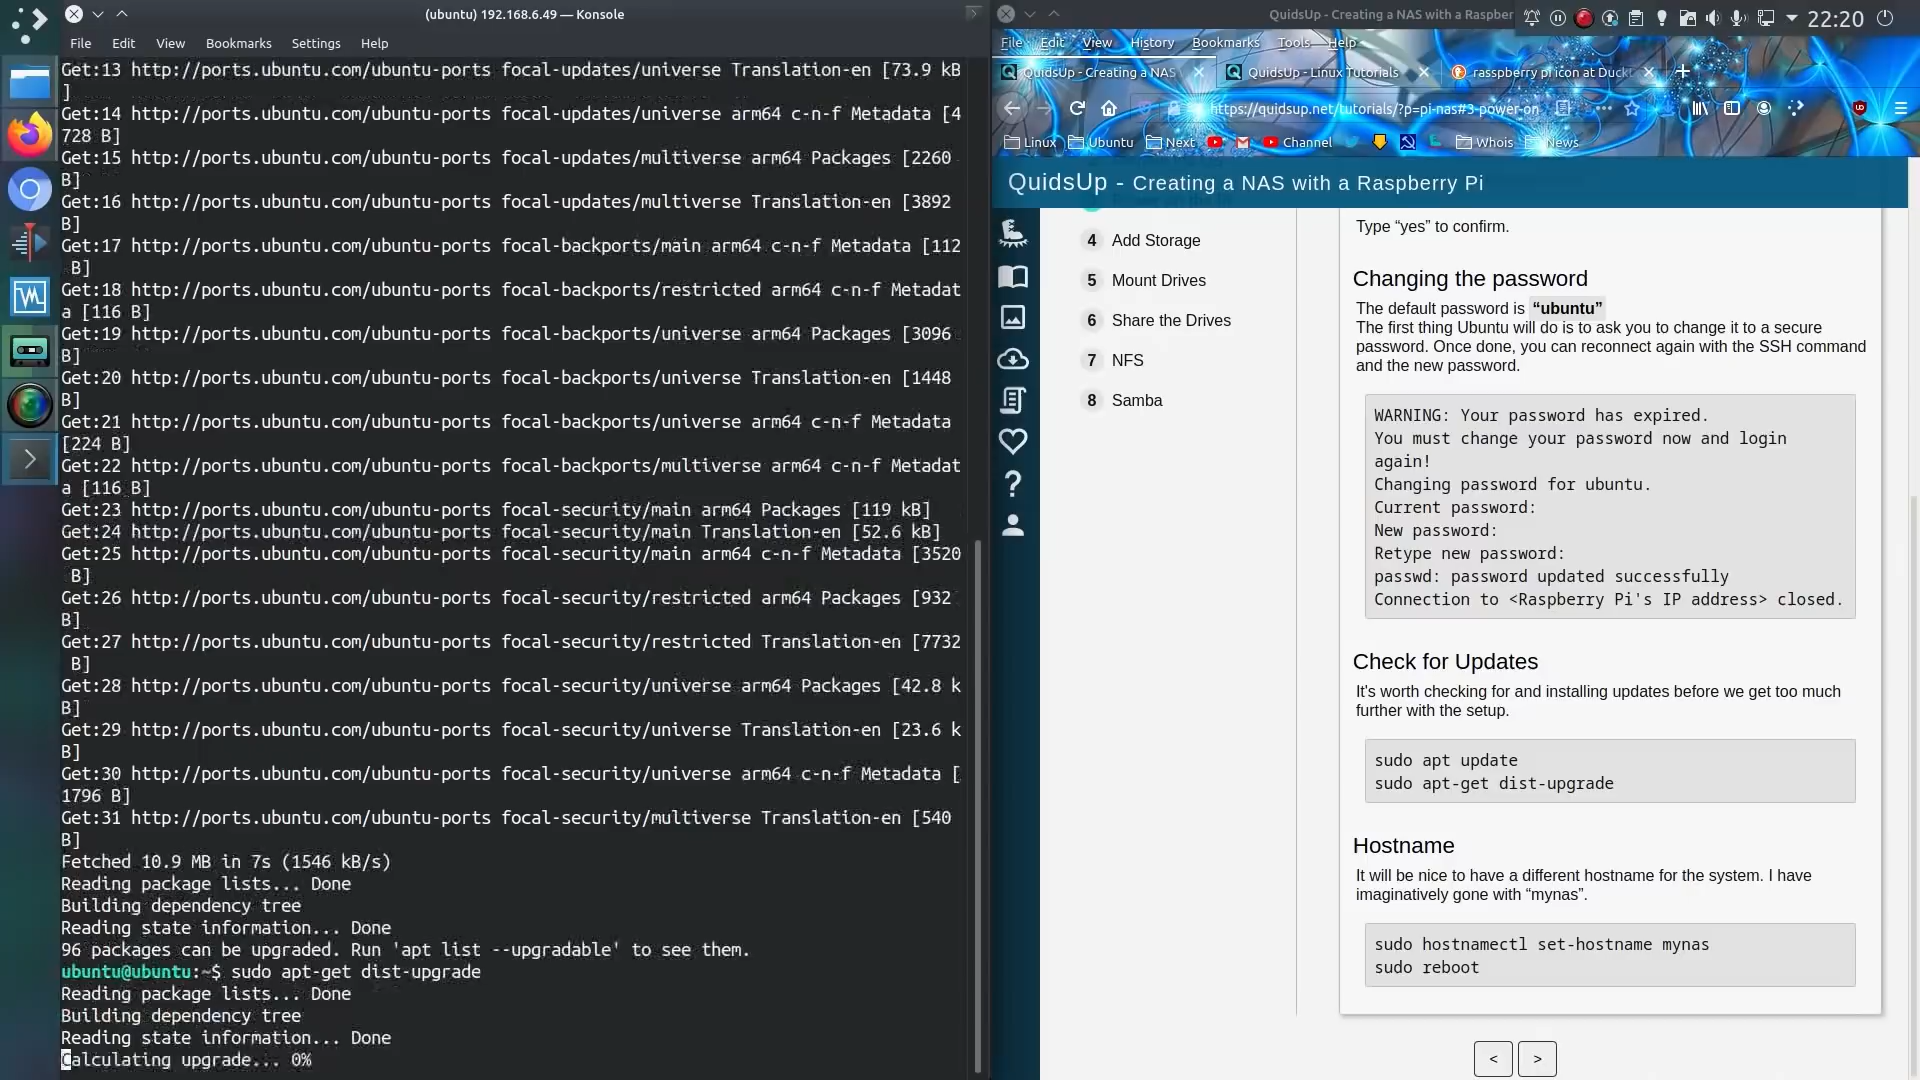 (ubuntu) 192.168.6.49 — Konsole
File Edit View Bookmarks Settings Help
Get:13 http://ports.ubuntu.com/ubuntu-ports focal-updates/universe Translation-en [73.9 kB
]
Get:14 http://ports.ubuntu.com/ubuntu-ports focal-updates/universe arm64 c-n-f Metadata [4
728 B]
Get:15 http://ports.ubuntu.com/ubuntu-ports focal-updates/multiverse arm64 Packages [2260
B]
Get:16 http://ports.ubuntu.com/ubuntu-ports focal-updates/multiverse Translation-en [3892
B]
Get:17 http://ports.ubuntu.com/ubuntu-ports focal-backports/main arm64 c-n-f Metadata [112
B]
Get:18 http://ports.ubuntu.com/ubuntu-ports focal-backports/restricted arm64 c-n-f Metadat
a [116 B]
Get:19 http://ports.ubuntu.com/ubuntu-ports focal-backports/universe arm64 Packages [3096
B]
Get:20 http://ports.ubuntu.com/ubuntu-ports focal-backports/universe Translation-en [1448
B]
Get:21 http://ports.ubuntu.com/ubuntu-ports focal-backports/universe arm64 c-n-f Metadata
[224 B]
Get:22 http://ports.ubuntu.com/ubuntu-ports focal-backports/multiverse arm64 c-n-f Metadat
a [116 B]
Get:23 http://ports.ubuntu.com/ubuntu-ports focal-security/main arm64 Packages [119 kB]
Get:24 http://ports.ubuntu.com/ubuntu-ports focal-security/main Translation-en [52.6 kB]
Get:25 http://ports.ubuntu.com/ubuntu-ports focal-security/main arm64 c-n-f Metadata [3520
B]
Get:26 http://ports.ubuntu.com/ubuntu-ports focal-security/restricted arm64 Packages [932
B]
Get:27 http://ports.ubuntu.com/ubuntu-ports focal-security/restricted Translation-en [7732
B]
Get:28 http://ports.ubuntu.com/ubuntu-ports focal-security/universe arm64 Packages [42.8 k
B]
Get:29 http://ports.ubuntu.com/ubuntu-ports focal-security/universe Translation-en [23.6 k
B]
Get:30 http://ports.ubuntu.com/ubuntu-ports focal-security/universe arm64 c-n-f Metadata [
1796 B]
Get:31 http://ports.ubuntu.com/ubuntu-ports focal-security/multiverse Translation-en [540
B]
Fetched 10.9 MB in 7s (1546 kB/s)
Reading package lists... Done
Building dependency tree
Reading state information... Done
96 packages can be upgraded. Run 'apt list --upgradable' to see them.
ubuntu@ubuntu:~$ sudo apt-get dist-upgrade
Reading package lists... Done
Building dependency tree
Reading state information... Done
Calculating upgrade... 0%
QuidsUp - Creating a NAS with a Raspber
22:20
File Edit View History Bookmarks Tools Help
QuidsUp - Creating a NAS
QuidsUp - Linux Tutorials
rasspberry pi icon at Duck
https://quidsup.net/tutorials/?p=pi-nas#3-power-on
Linux Ubuntu Next Channel Whois News
QuidsUp - Creating a NAS with a Raspberry Pi
4 Add Storage
5 Mount Drives
6 Share the Drives
7 NFS
8 Samba
Type “yes” to confirm.
Changing the password
The default password is “ubuntu”
The first thing Ubuntu will do is to ask you to change it to a secure
password. Once done, you can reconnect again with the SSH command
and the new password.
WARNING: Your password has expired.
You must change your password now and login
again!
Changing password for ubuntu.
Current password:
New password:
Retype new password:
passwd: password updated successfully
Connection to <Raspberry Pi's IP address> closed.
Check for Updates
It's worth checking for and installing updates before we get too much
further with the setup.
sudo apt update
sudo apt-get dist-upgrade
Hostname
It will be nice to have a different hostname for the system. I have
imaginatively gone with “mynas”.
sudo hostnamectl set-hostname mynas
sudo reboot
< >